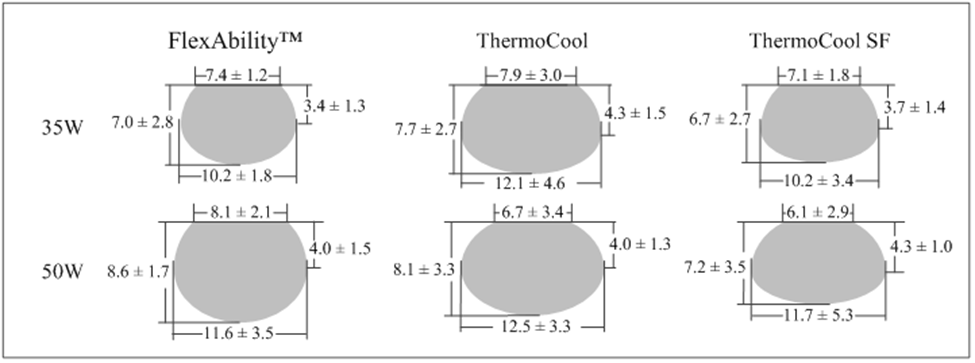 FlexAbility™
ThermoCool
ThermoCool SF
35W
7.4 ± 1.2
3.4 ± 1.3
7.0 ± 2.8
10.2 ± 1.8
7.9 ± 3.0
4.3 ± 1.5
7.7 ± 2.7
12.1 ± 4.6
7.1 ± 1.8
3.7 ± 1.4
6.7 ± 2.7
10.2 ± 3.4
50W
8.1 ± 2.1
4.0 ± 1.5
8.6 ± 1.7
11.6 ± 3.5
6.7 ± 3.4
4.0 ± 1.3
8.1 ± 3.3
12.5 ± 3.3
6.1 ± 2.9
4.3 ± 1.0
7.2 ± 3.5
11.7 ± 5.3